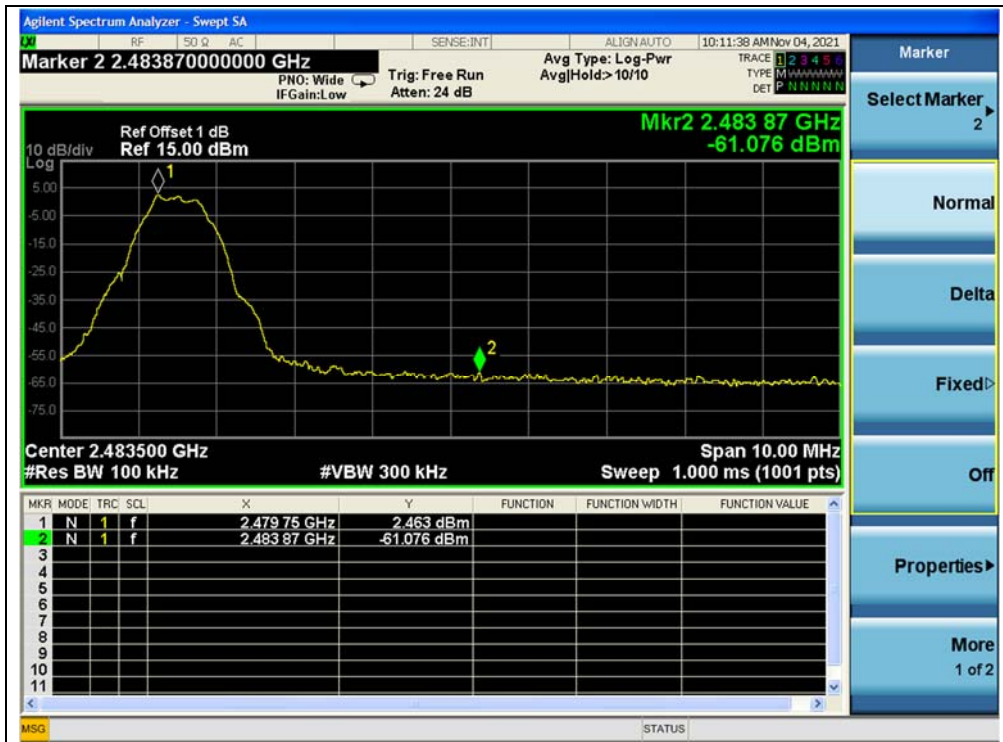 Agilent Spectrum Analyzer - Swept SA
LXI RF 50 Ω AC SENSE:INT ALIGN AUTO 10:11:38 AM Nov 04, 2021
Marker 2 2.483870000000 GHz
PNO: Wide
IFGain:Low
Trig: Free Run
Atten: 24 dB
Avg Type: Log-Pwr
Avg|Hold:> 10/10
TRACE 1 2 3 4 5 6
TYPE M WWWWW
DET P N N N N N
Mkr2 2.483 87 GHz
-61.076 dBm
Ref Offset 1 dB
10 dB/div Ref 15.00 dBm
Log
1
5.00
-5.00
-15.0
-25.0
-35.0
-45.0
-55.0
2
-65.0
-75.0
Center 2.483500 GHz Span 10.00 MHz
#Res BW 100 kHz #VBW 300 kHz Sweep 1.000 ms (1001 pts)
MKR MODE TRC SCL X Y FUNCTION FUNCTION WIDTH FUNCTION VALUE
1 N 1 f 2.479 75 GHz 2.463 dBm
2 N 1 f 2.483 87 GHz -61.076 dBm
3
4
5
6
7
8
9
10
11
MSG STATUS
Marker
Select Marker
2
Normal
Delta
Fixed
Off
Properties
More
1 of 2